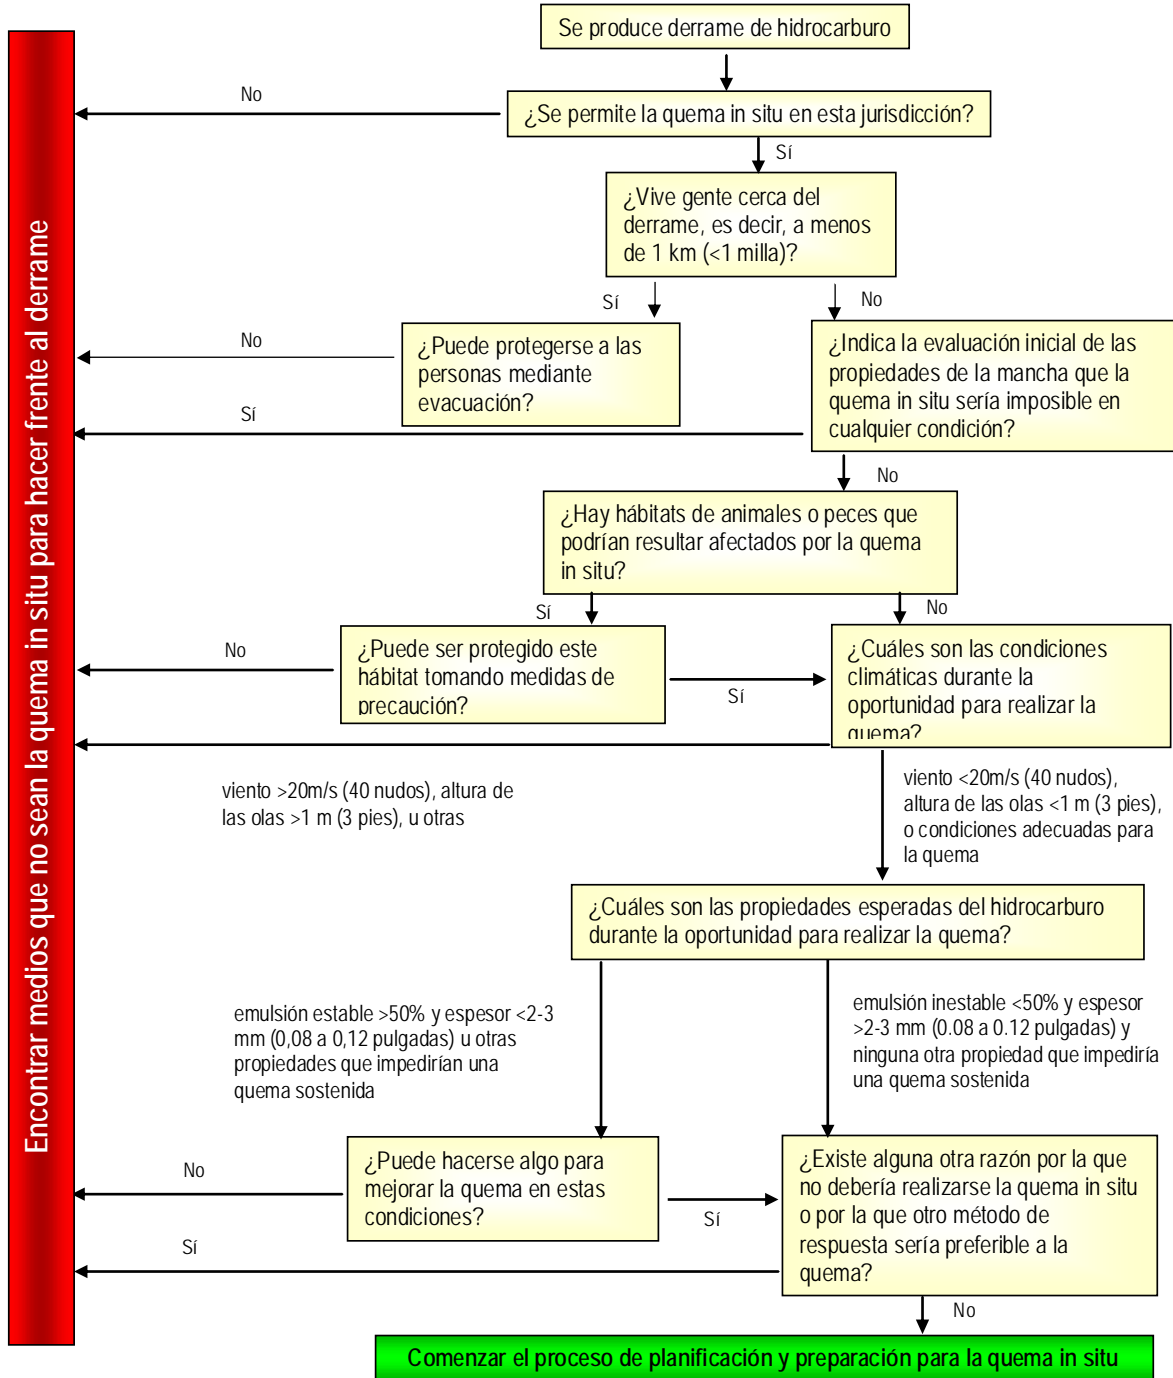 Encontrar medios que no sean la quema in situ para hacer frente al derrame
Se produce derrame de hidrocarburo
No
¿Se permite la quema in situ en esta jurisdicción?
Sí
¿Vive gente cerca del
derrame, es decir, a menos
de 1 km (<1 milla)?
Sí
No
No
¿Puede protegerse a las
personas mediante
evacuación?
¿Indica la evaluación inicial de las
propiedades de la mancha que la
quema in situ sería imposible en
cualquier condición?
Sí
No
¿Hay hábitats de animales o peces que
podrían resultar afectados por la quema
in situ?
Sí
No
No
¿Puede ser protegido este
hábitat tomando medidas de
precaución?
Sí
¿Cuáles son las condiciones
climáticas durante la
oportunidad para realizar la
quema?
viento >20m/s (40 nudos), altura de
las olas >1 m (3 pies), u otras
viento <20m/s (40 nudos),
altura de las olas <1 m (3 pies),
o condiciones adecuadas para
la quema
¿Cuáles son las propiedades esperadas del hidrocarburo
durante la oportunidad para realizar la quema?
emulsión estable >50% y espesor <2-3
mm (0,08 a 0,12 pulgadas) u otras
propiedades que impedirían una
quema sostenida
emulsión inestable <50% y espesor
>2-3 mm (0.08 a 0.12 pulgadas) y
ninguna otra propiedad que impediría
una quema sostenida
No
¿Puede hacerse algo para
mejorar la quema en estas
condiciones?
Sí
¿Existe alguna otra razón por la que
no debería realizarse la quema in situ
o por la que otro método de
respuesta sería preferible a la
quema?
Sí
No
Comenzar el proceso de planificación y preparación para la quema in situ